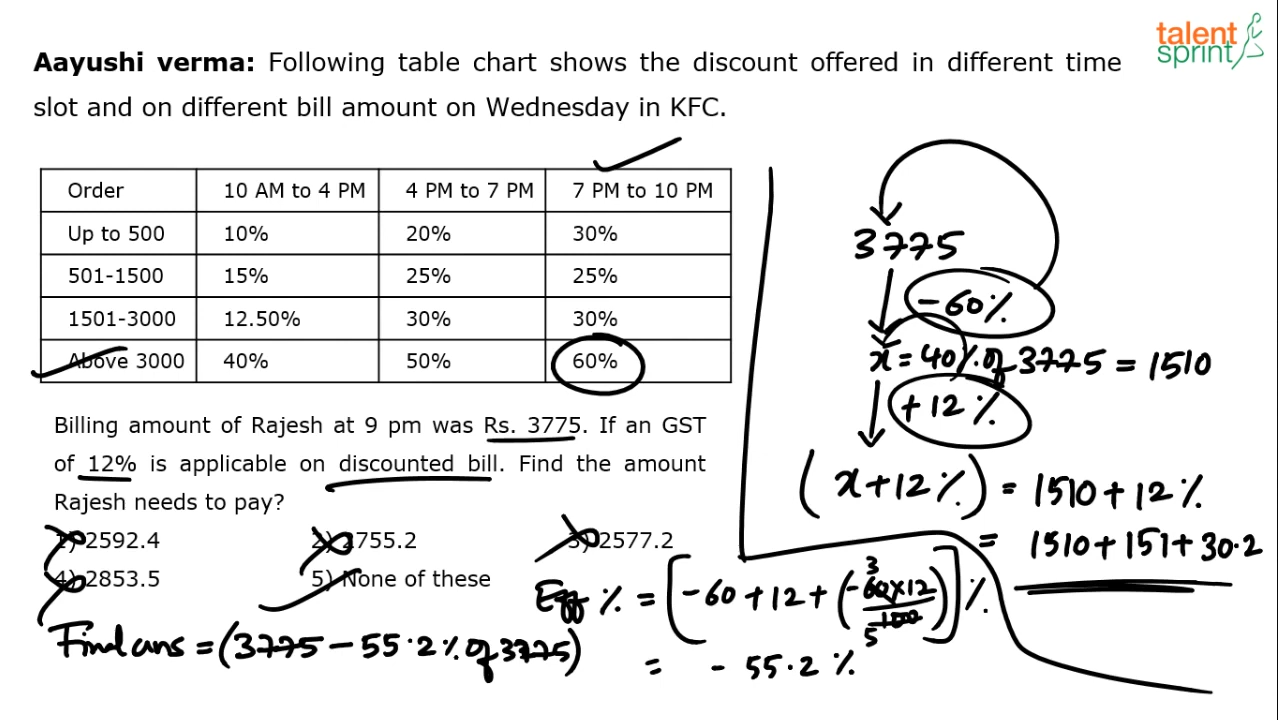 talent
sprint
Aayushi verma: Following table chart shows the discount offered in different time
slot and on different bill amount on Wednesday in KFC.
Order 10 AM to 4 PM 4 PM to 7 PM 7 PM to 10 PM
Up to 500 10% 20% 30%
501-1500 15% 25% 25%
1501-3000 12.50% 30% 30%
Above 3000 40% 50% 60%
Billing amount of Rajesh at 9 pm was Rs. 3775. If an GST
of 12% is applicable on discounted bill. Find the amount
Rajesh needs to pay?
1) 2592.4 2) 2755.2 3) 2577.2
4) 2853.5 5) None of these
3775
-60%
x = 40% of 3775 = 1510
+12%
(x+12%) = 1510 + 12%
= 1510 + 151 + 30.2
Eff % = [-60 + 12 + (-60×12/100)]%
3
5
= -55.2%
Final ans = (3775 - 55.2% of 3775)